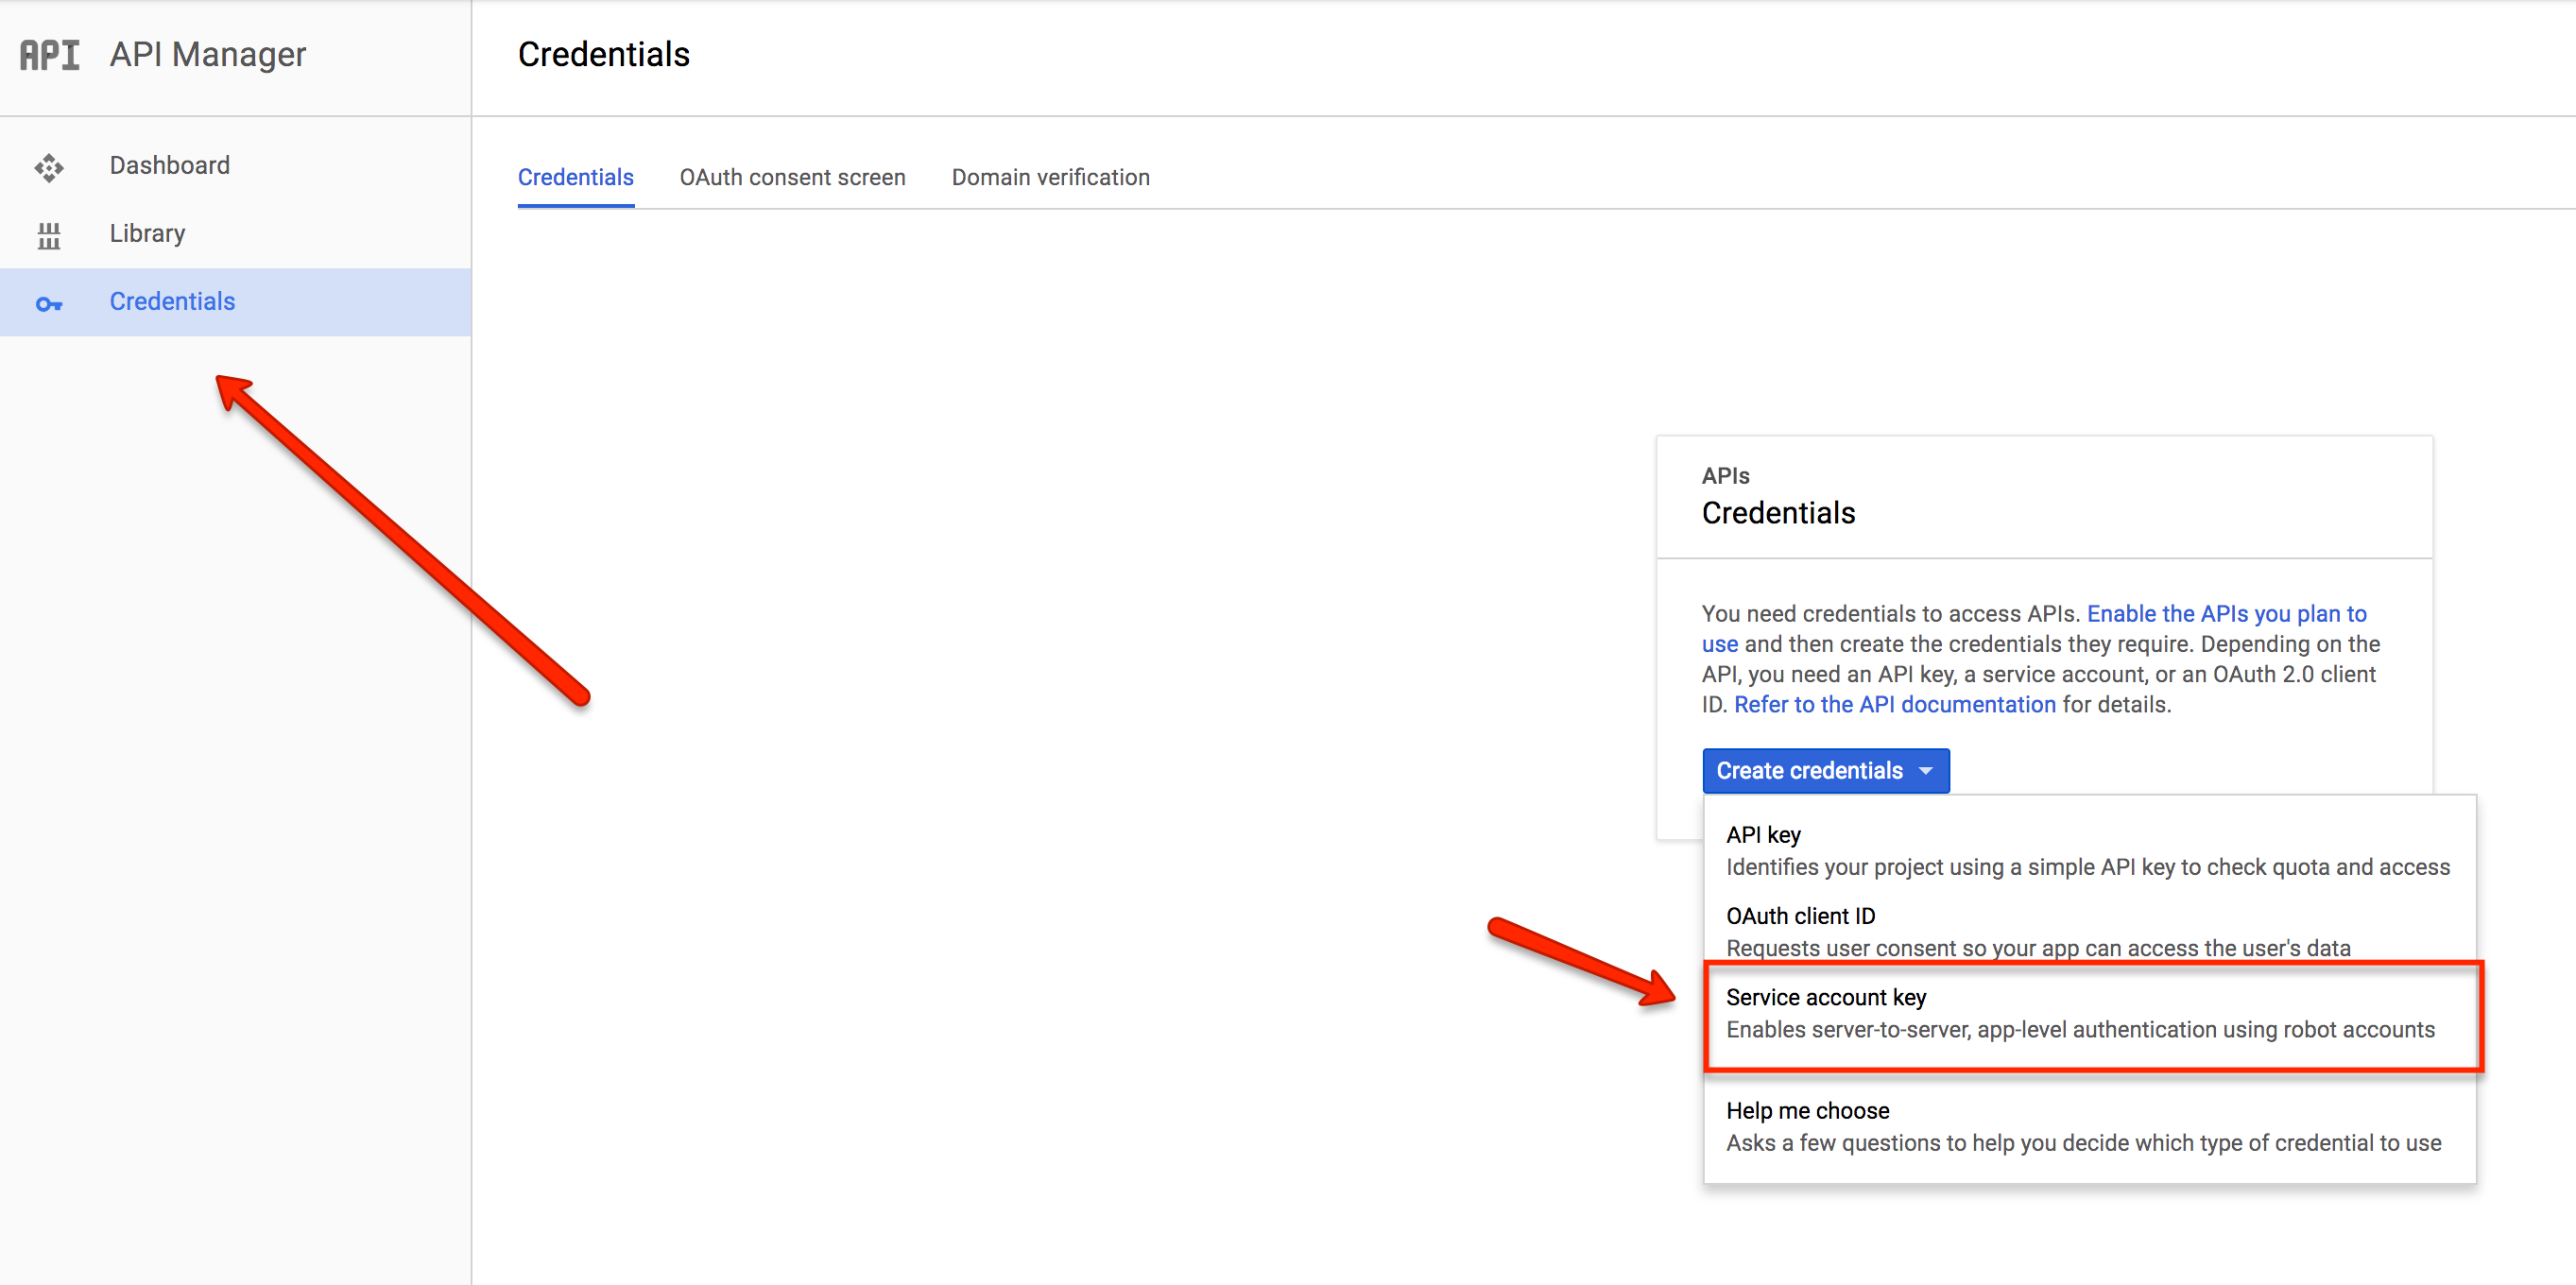 API API Manager
Credentials
Dashboard
Library
Credentials
Credentials OAuth consent screen Domain verification
APIs
Credentials
You need credentials to access APIs. Enable the APIs you plan to
use and then create the credentials they require. Depending on the
API, you need an API key, a service account, or an OAuth 2.0 client
ID. Refer to the API documentation for details.
Create credentials
API key
Identifies your project using a simple API key to check quota and access
OAuth client ID
Requests user consent so your app can access the user's data
Service account key
Enables server-to-server, app-level authentication using robot accounts
Help me choose
Asks a few questions to help you decide which type of credential to use